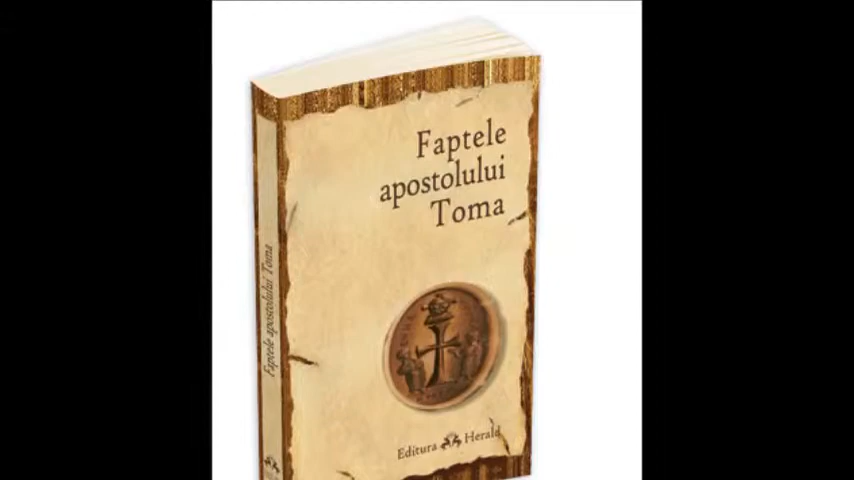 Faptele
apostolului
Toma
Editura Herald
Faptele apostolului Toma